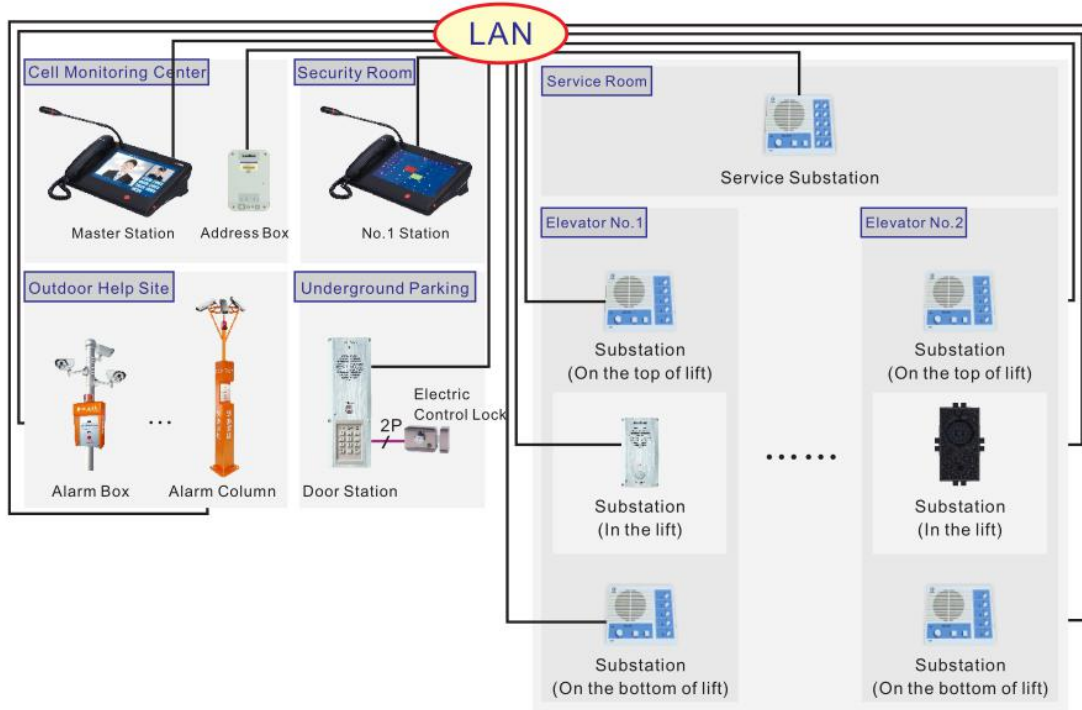 LAN
Cell Monitoring Center
Security Room
Service Room
Master Station
Address Box
No.1 Station
Service Substation
Outdoor Help Site
Underground Parking
Elevator No.1
Elevator No.2
Substation
(On the top of lift)
Substation
(On the top of lift)
Electric
Control Lock
2P
...
Alarm Box
Alarm Column
Door Station
......
Substation
(In the lift)
Substation
(In the lift)
Substation
(On the bottom of lift)
Substation
(On the bottom of lift)